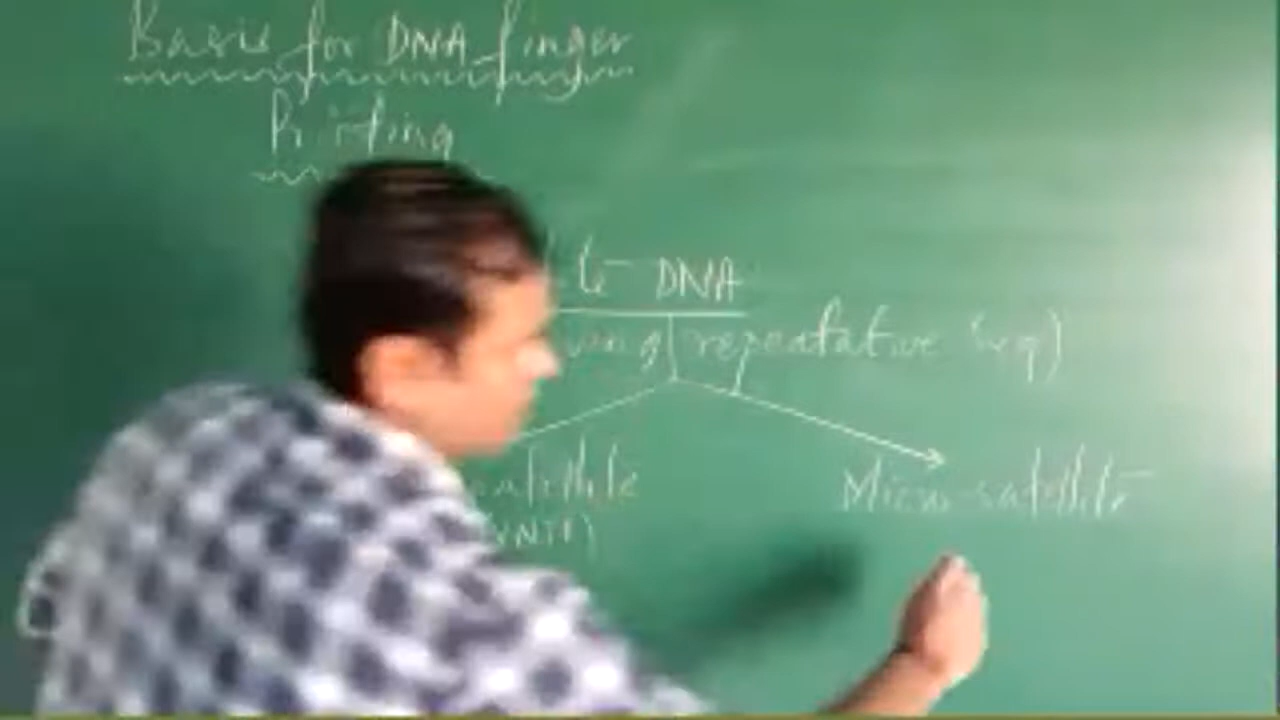 Basis for DNA finger
Printing
DNA
repeatative seq)
satellite
(VNTR)
Micro-satellite